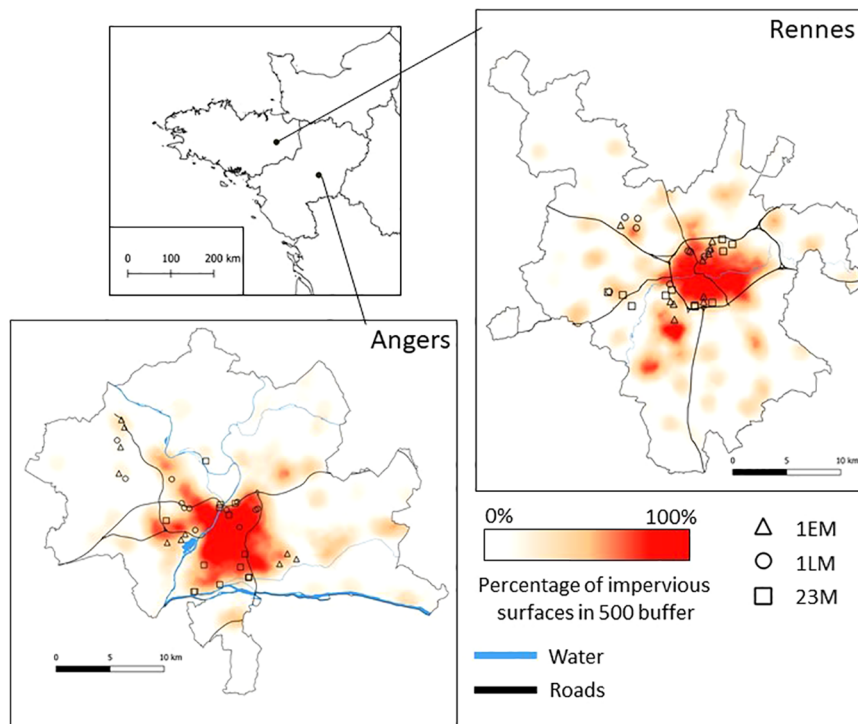 Rennes
0 100 200 km
Angers
0 5 10 km
0 5 10 km
0% 100%
Percentage of impervious
surfaces in 500 buffer
1EM
1LM
23M
Water
Roads